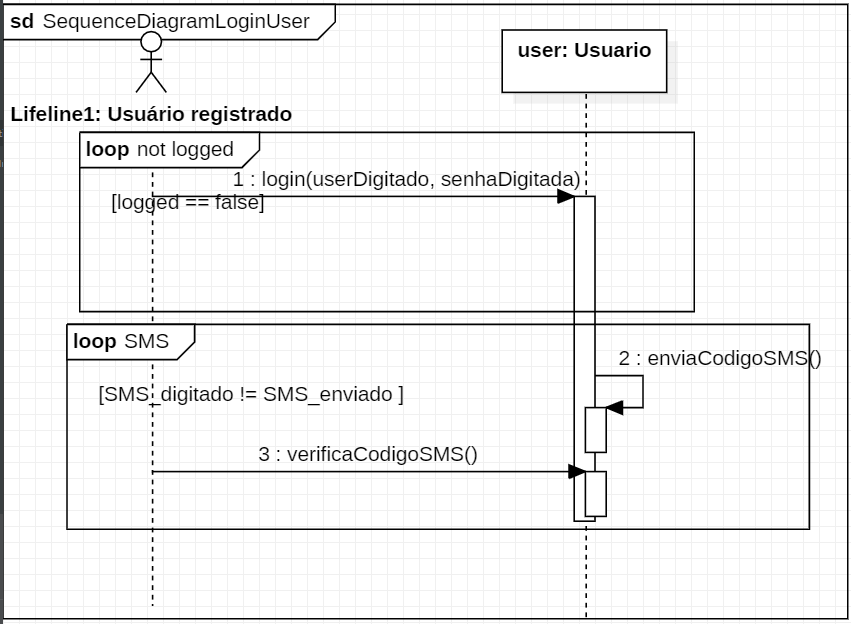 sd SequenceDiagramLoginUser
user: Usuario
Lifeline1: Usuário registrado
loop not logged
1 : login(userDigitado, senhaDigitada)
[logged == false]
loop SMS
2 : enviaCodigoSMS()
[SMS_digitado != SMS_enviado ]
3 : verificaCodigoSMS()